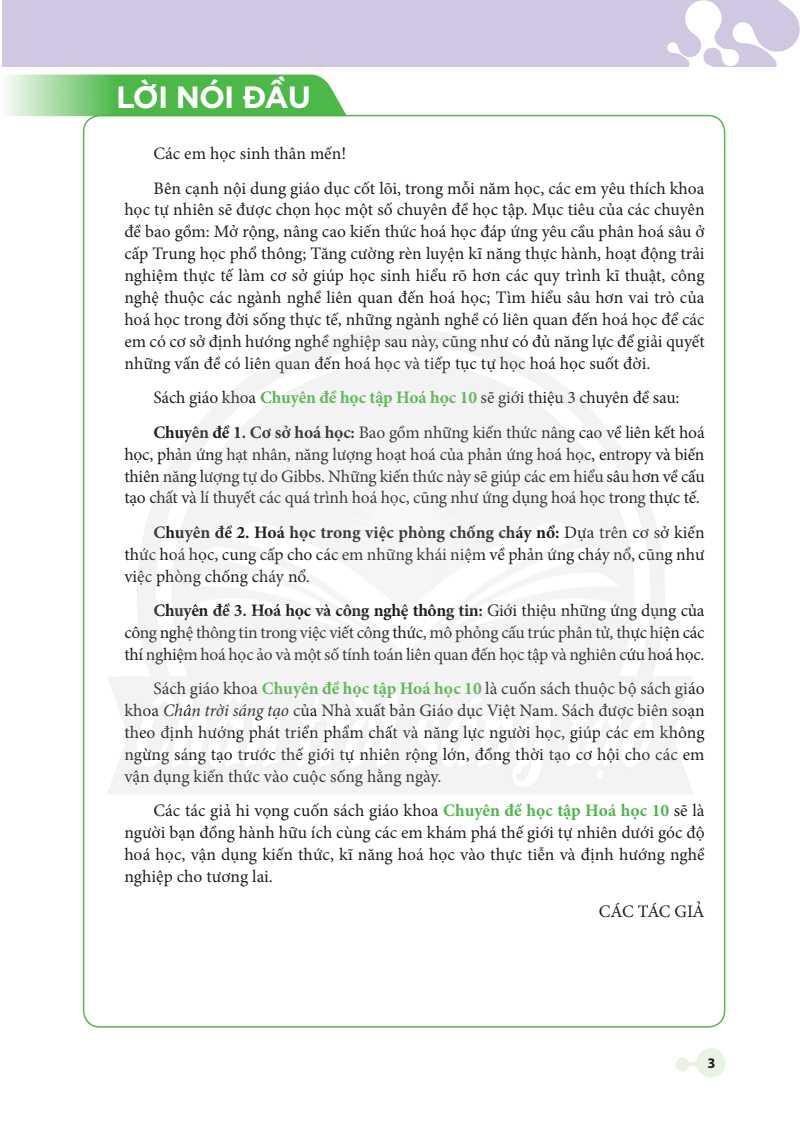 LỜI NÓI ĐẦU
Các em học sinh thân mến!
Bên cạnh nội dung giáo dục cốt lõi, trong mỗi năm học, các em yêu thích khoa
học tự nhiên sẽ được chọn học một số chuyên đề học tập. Mục tiêu của các chuyên
đề bao gồm: Mở rộng, nâng cao kiến thức hoá học đáp ứng yêu cầu phân hoá sâu ở
cấp Trung học phổ thông; Tăng cường rèn luyện kĩ năng thực hành, hoạt động trải
nghiệm thực tế làm cơ sở giúp học sinh hiểu rõ hơn các quy trình kĩ thuật, công
nghệ thuộc các ngành nghề liên quan đến hoá học; Tìm hiểu sâu hơn vai trò của
hoá học trong đời sống thực tế, những ngành nghề có liên quan đến hoá học để các
em có cơ sở định hướng nghề nghiệp sau này, cũng như có đủ năng lực để giải quyết
những vấn đề có liên quan đến hoá học và tiếp tục tự học hoá học suốt đời.
Sách giáo khoa Chuyên đề học tập Hoá học 10 sẽ giới thiệu 3 chuyên đề sau:
Chuyên đề 1. Cơ sở hoá học: Bao gồm những kiến thức nâng cao về liên kết hoá
học, phản ứng hạt nhân, năng lượng hoạt hoá của phản ứng hoá học, entropy và biến
thiên năng lượng tự do Gibbs. Những kiến thức này sẽ giúp các em hiểu sâu hơn về cấu
tạo chất và lí thuyết các quá trình hoá học, cũng như ứng dụng hoá học trong thực tế.
Chuyên đề 2. Hoá học trong việc phòng chống cháy nổ: Dựa trên cơ sở kiến
thức hoá học, cung cấp cho các em những khái niệm về phản ứng cháy nổ, cũng như
việc phòng chống cháy nổ.
Chuyên đề 3. Hoá học và công nghệ thông tin: Giới thiệu những ứng dụng của
công nghệ thông tin trong việc viết công thức, mô phỏng cấu trúc phân tử, thực hiện các
thí nghiệm hoá học ảo và một số tính toán liên quan đến học tập và nghiên cứu hoá học.
Sách giáo khoa Chuyên đề học tập Hoá học 10 là cuốn sách thuộc bộ sách giáo
khoa Chân trời sáng tạo của Nhà xuất bản Giáo dục Việt Nam. Sách được biên soạn
theo định hướng phát triển phẩm chất và năng lực người học, giúp các em không
ngừng sáng tạo trước thế giới tự nhiên rộng lớn, đồng thời tạo cơ hội cho các em
vận dụng kiến thức vào cuộc sống hằng ngày.
Các tác giả hi vọng cuốn sách giáo khoa Chuyên đề học tập Hoá học 10 sẽ là
người bạn đồng hành hữu ích cùng các em khám phá thế giới tự nhiên dưới góc độ
hoá học, vận dụng kiến thức, kĩ năng hoá học vào thực tiễn và định hướng nghề
nghiệp cho tương lai.
CÁC TÁC GIẢ
3